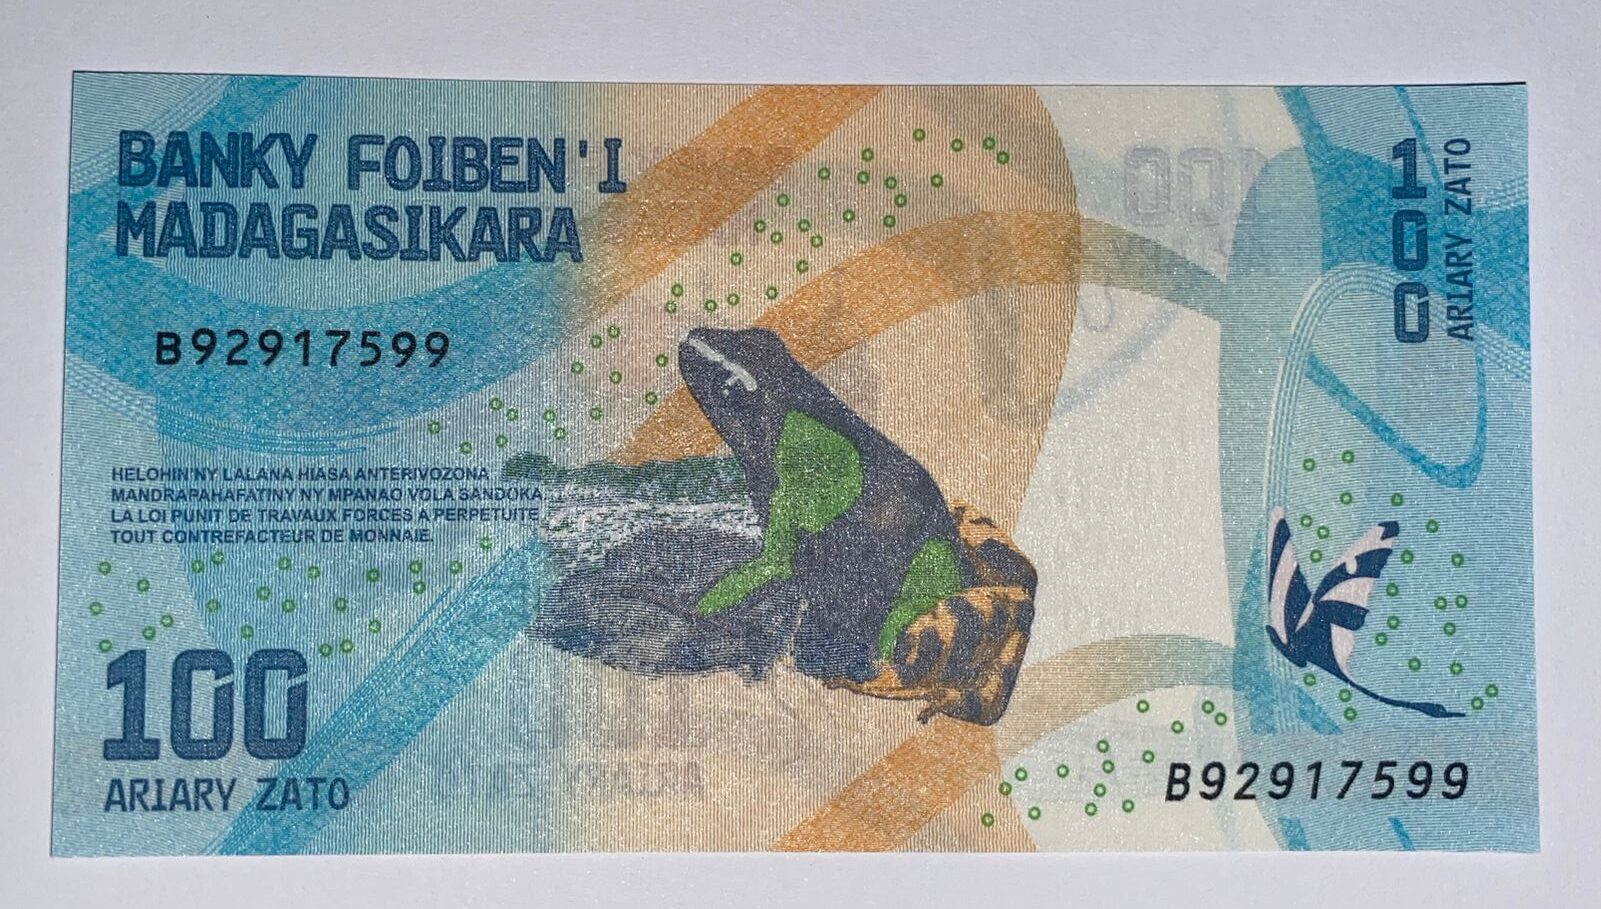 BANKY FOIBEN'I
MADAGASIKARA
B92917599
HELOHIN'NY LALANA HIASA ANTERIVOZONA
MANDRAPAHAFATINY NY MPANAO VOLA SANDOKA
LA LOI PUNIT DE TRAVAUX FORCES A PERPETUITE
TOUT CONTREFACTEUR DE MONNAIE.
100
ARIARY ZATO
100
ARIARY ZATO
B92917599